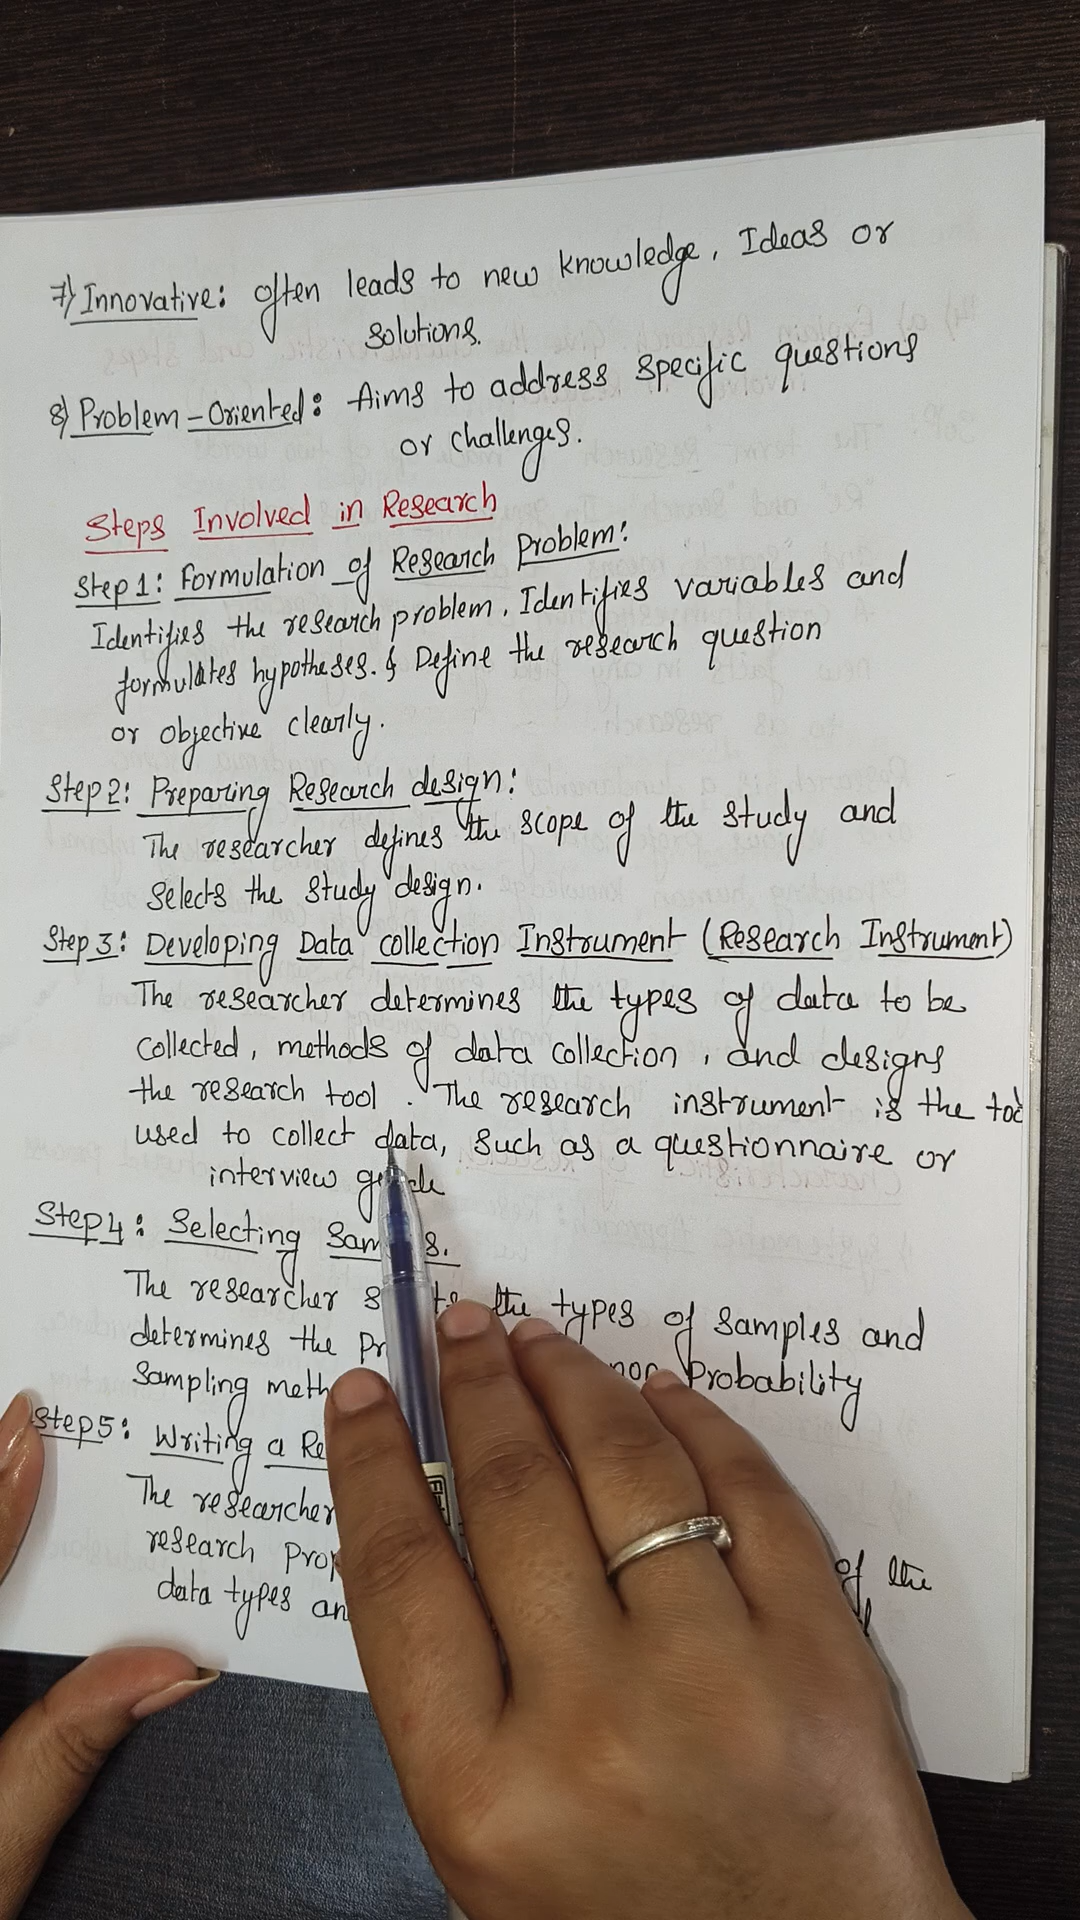 7) Innovative: often leads to new knowledge, Ideas or
solutions.
8) Problem-Oriented: Aims to address specific questions
or challenges.
Steps Involved in Research
Step 1: Formulation of Research Problem:
Identifies the research problem, Identifies variables and
formulates hypotheses. & Define the research question
or objective clearly.
Step 2: Preparing Research design:
The researcher defines the scope of the study and
selects the study design.
Step 3: Developing Data collection Instrument (Research Instrument)
The researcher determines the types of data to be
collected, methods of data collection, and designs
the research tool. The research instrument is the too
used to collect data, such as a questionnaire or
interview
Step 4: Selecting
The researcher the types of samples and
determines the Probability
Sampling
Step 5: Writing a
The researcher
research of the
data types